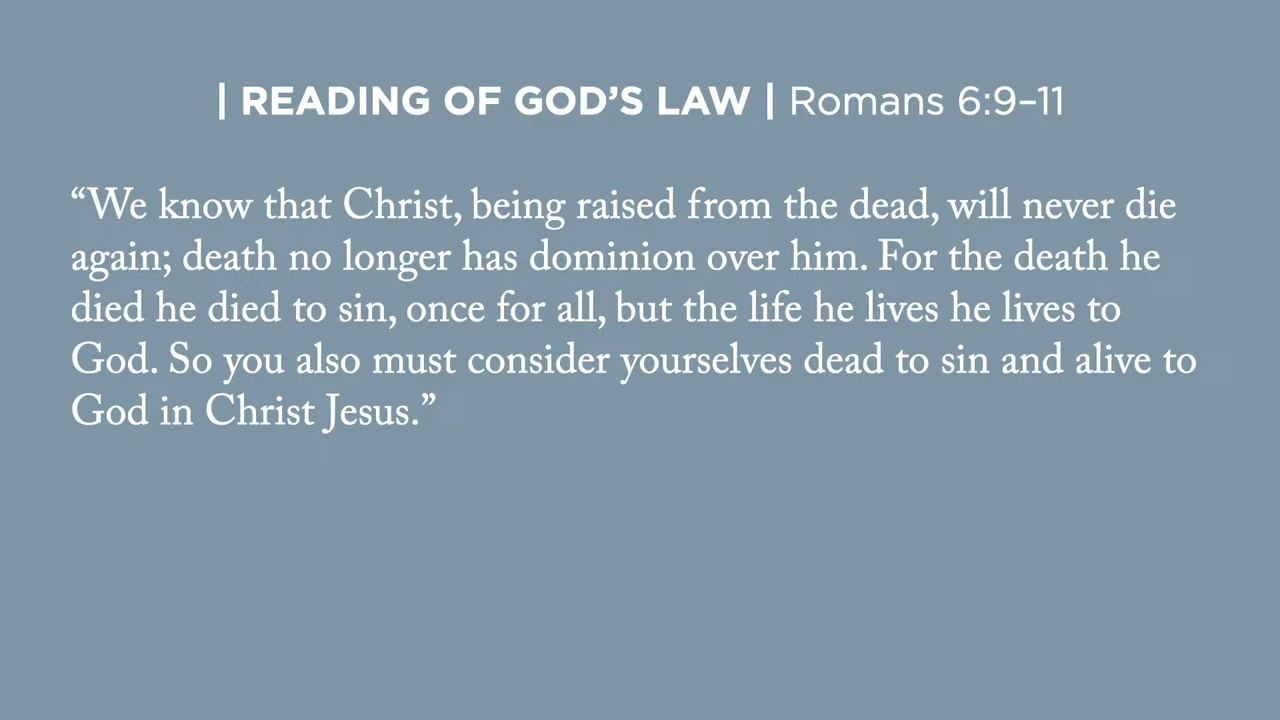 | READING OF GOD’S LAW | Romans 6:9–11
“We know that Christ, being raised from the dead, will never die
again; death no longer has dominion over him. For the death he
died he died to sin, once for all, but the life he lives he lives to
God. So you also must consider yourselves dead to sin and alive to
God in Christ Jesus.”